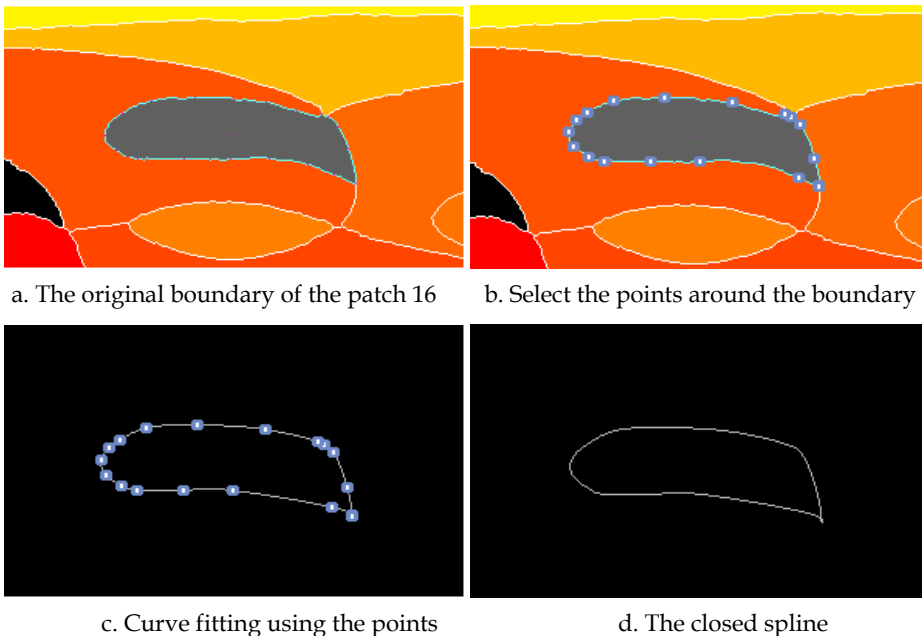 a. The original boundary of the patch 16
b. Select the points around the boundary
c. Curve fitting using the points
d. The closed spline